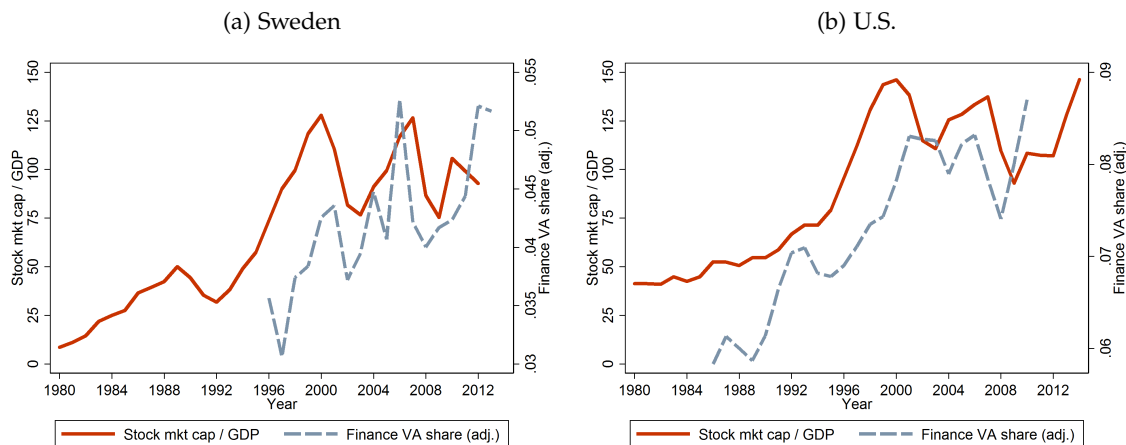 (a) Sweden
Stock mkt cap / GDP
0 25 50 75 100 125 150
.03 .035 .04 .045 .05 .055
Finance VA share (adj.)
1980 1984 1988 1992 1996 2000 2004 2008 2012
Year
Stock mkt cap / GDP Finance VA share (adj.)
(b) U.S.
Stock mkt cap / GDP
0 25 50 75 100 125 150
.06 .07 .08 .09
Finance VA share (adj.)
1980 1984 1988 1992 1996 2000 2004 2008 2012
Year
Stock mkt cap / GDP Finance VA share (adj.)